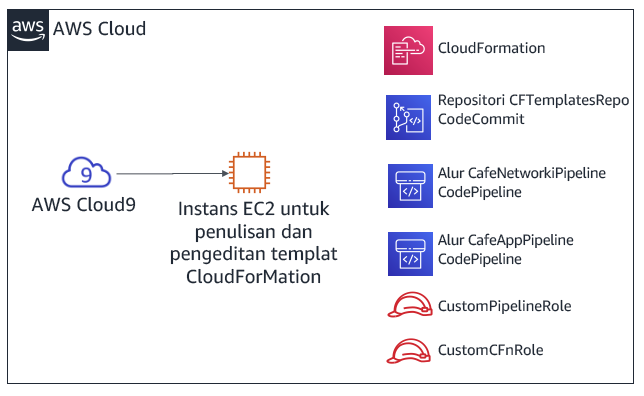 aws
AWS Cloud
CloudFormation
Repositori CFTemplatesRepo
CodeCommit
Alur CafeNetworkiPipeline
CodePipeline
Alur CafeAppPipeline
CodePipeline
CustomPipelineRole
CustomCFnRole
9
AWS Cloud9
Instans EC2 untuk
penulisan dan
pengeditan templat
CloudForMation